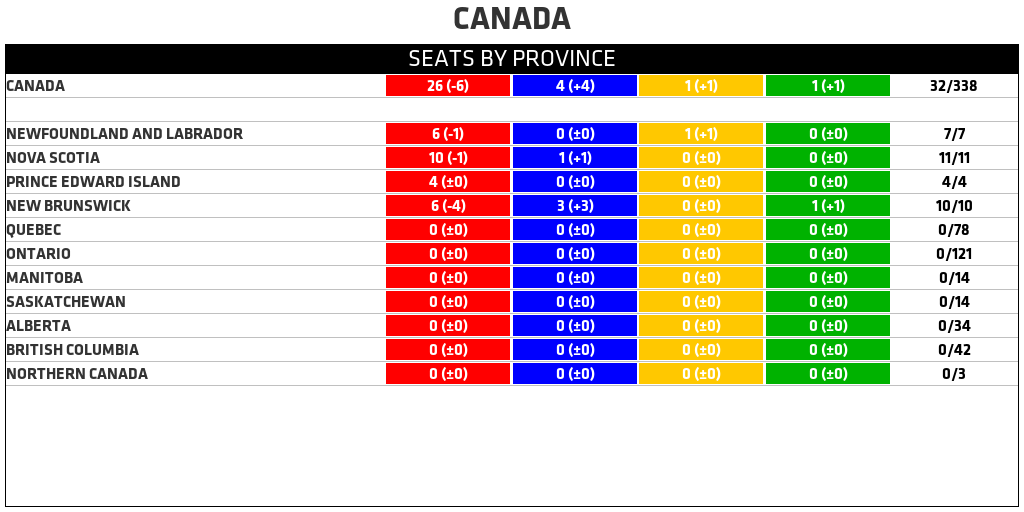 CANADA
SEATS BY PROVINCE
CANADA 26 (-6) 4 (+4) 1 (+1) 1 (+1) 32/338
NEWFOUNDLAND AND LABRADOR 6 (-1) 0 (±0) 1 (+1) 0 (±0) 7/7
NOVA SCOTIA 10 (-1) 1 (+1) 0 (±0) 0 (±0) 11/11
PRINCE EDWARD ISLAND 4 (±0) 0 (±0) 0 (±0) 0 (±0) 4/4
NEW BRUNSWICK 6 (-4) 3 (+3) 0 (±0) 1 (+1) 10/10
QUEBEC 0 (±0) 0 (±0) 0 (±0) 0 (±0) 0/78
ONTARIO 0 (±0) 0 (±0) 0 (±0) 0 (±0) 0/121
MANITOBA 0 (±0) 0 (±0) 0 (±0) 0 (±0) 0/14
SASKATCHEWAN 0 (±0) 0 (±0) 0 (±0) 0 (±0) 0/14
ALBERTA 0 (±0) 0 (±0) 0 (±0) 0 (±0) 0/34
BRITISH COLUMBIA 0 (±0) 0 (±0) 0 (±0) 0 (±0) 0/42
NORTHERN CANADA 0 (±0) 0 (±0) 0 (±0) 0 (±0) 0/3